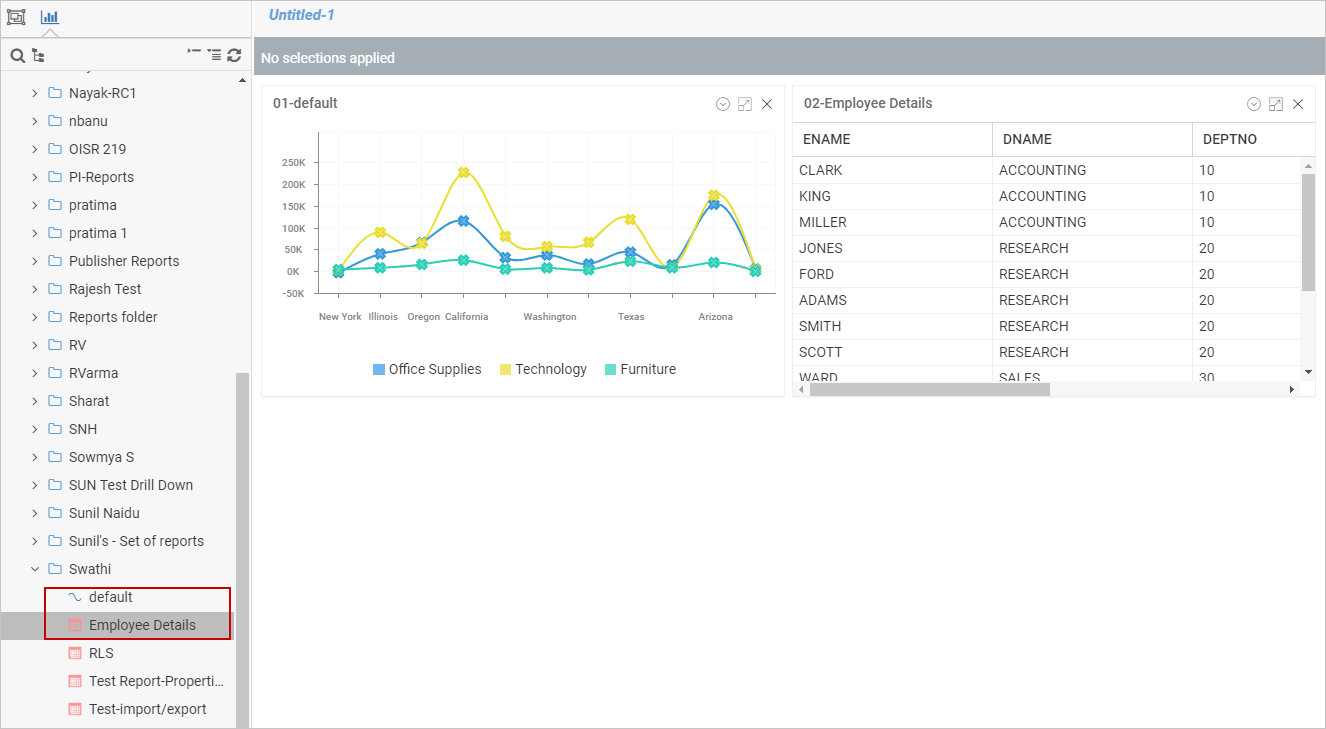 Untitled-1
No selections applied
Nayak-RC1
nbanu
OISR 219
PI-Reports
pratima
pratima 1
Publisher Reports
Rajesh Test
Reports folder
RV
RVarma
Sharat
SNH
Sowmya S
SUN Test Drill Down
Sunil Naidu
Sunil's - Set of reports
Swathi
default
Employee Details
RLS
Test Report-Properti...
Test-import/export
01-default
250K
200K
150K
100K
50K
0K
-50K
New York Illinois Oregon California Washington Texas Arizona
Office Supplies Technology Furniture
02-Employee Details
ENAME DNAME DEPTNO
CLARK ACCOUNTING 10
KING ACCOUNTING 10
MILLER ACCOUNTING 10
JONES RESEARCH 20
FORD RESEARCH 20
ADAMS RESEARCH 20
SMITH RESEARCH 20
SCOTT RESEARCH 20
WARD SALES 30